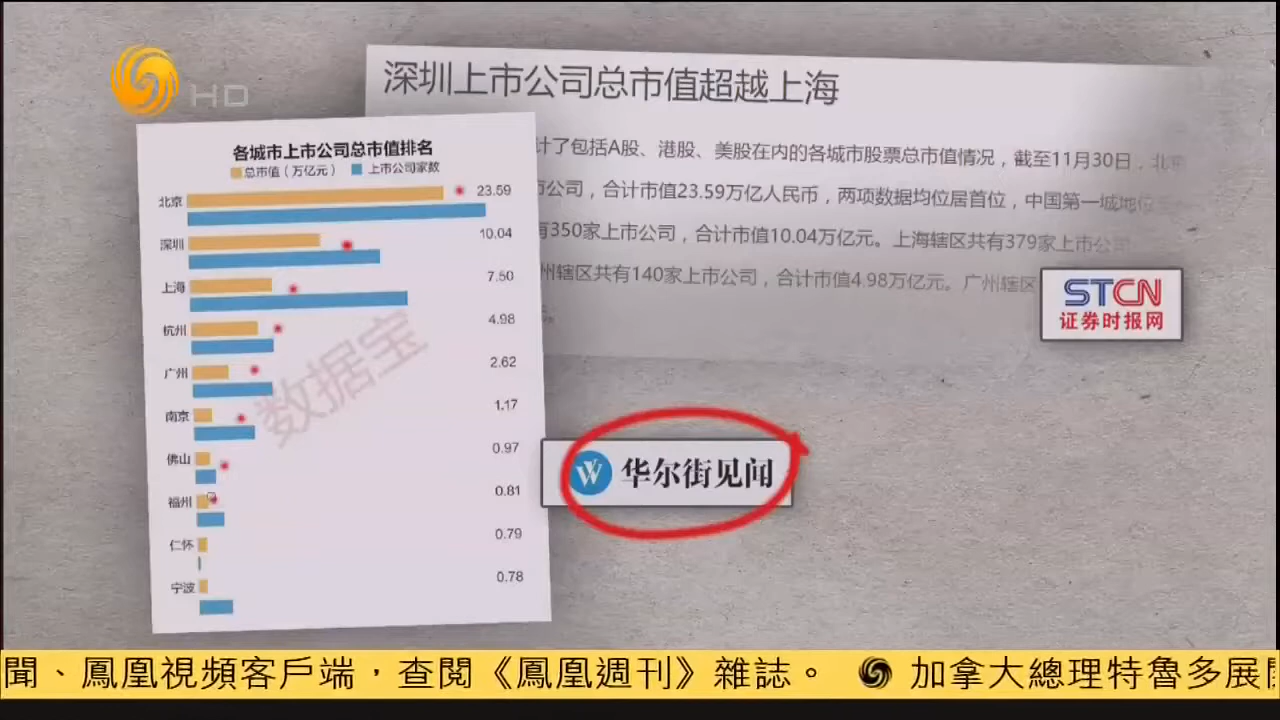 HD
深圳上市公司总市值超越上海
计了包括A股、港股、美股在内的各城市股票总市值情况，截至11月30日，北京
公司，合计市值23.59万亿人民币，两项数据均位居首位，中国第一城地位
有350家上市公司，合计市值10.04万亿元。上海辖区共有379家上市公司
州辖区共有140家上市公司，合计市值4.98万亿元。广州辖区
STCN
证券时报网
各城市上市公司总市值排名
总市值（万亿元） 上市公司家数
北京 23.59
深圳 10.04
上海 7.50
杭州 4.98
广州 2.62
南京 1.17
佛山 0.97
福州 0.81
仁怀 0.79
宁波 0.78
数据宝
W 华尔街见闻
聞、鳳凰視頻客戶端，查閱《鳳凰週刊》雜誌。 加拿大總理特魯多展開